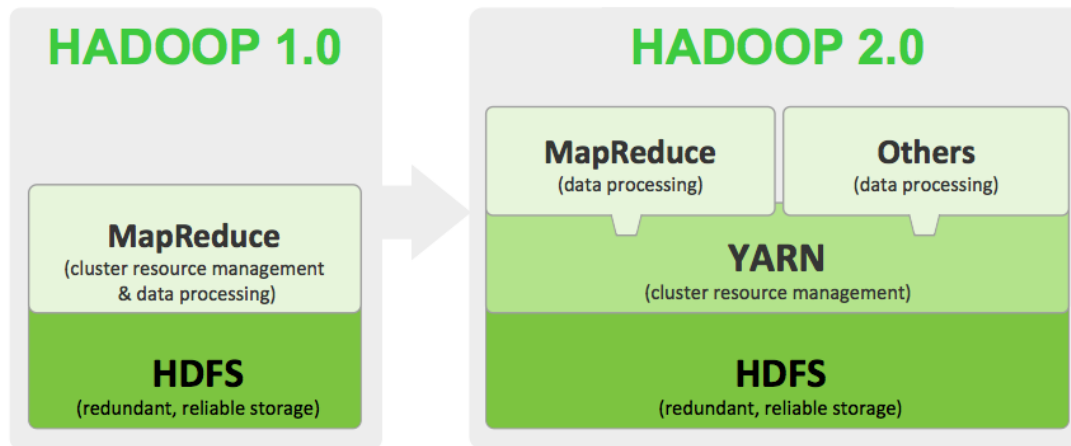 HADOOP 1.0
MapReduce
(cluster resource management
& data processing)
HDFS
(redundant, reliable storage)
HADOOP 2.0
MapReduce
(data processing)
Others
(data processing)
YARN
(cluster resource management)
HDFS
(redundant, reliable storage)